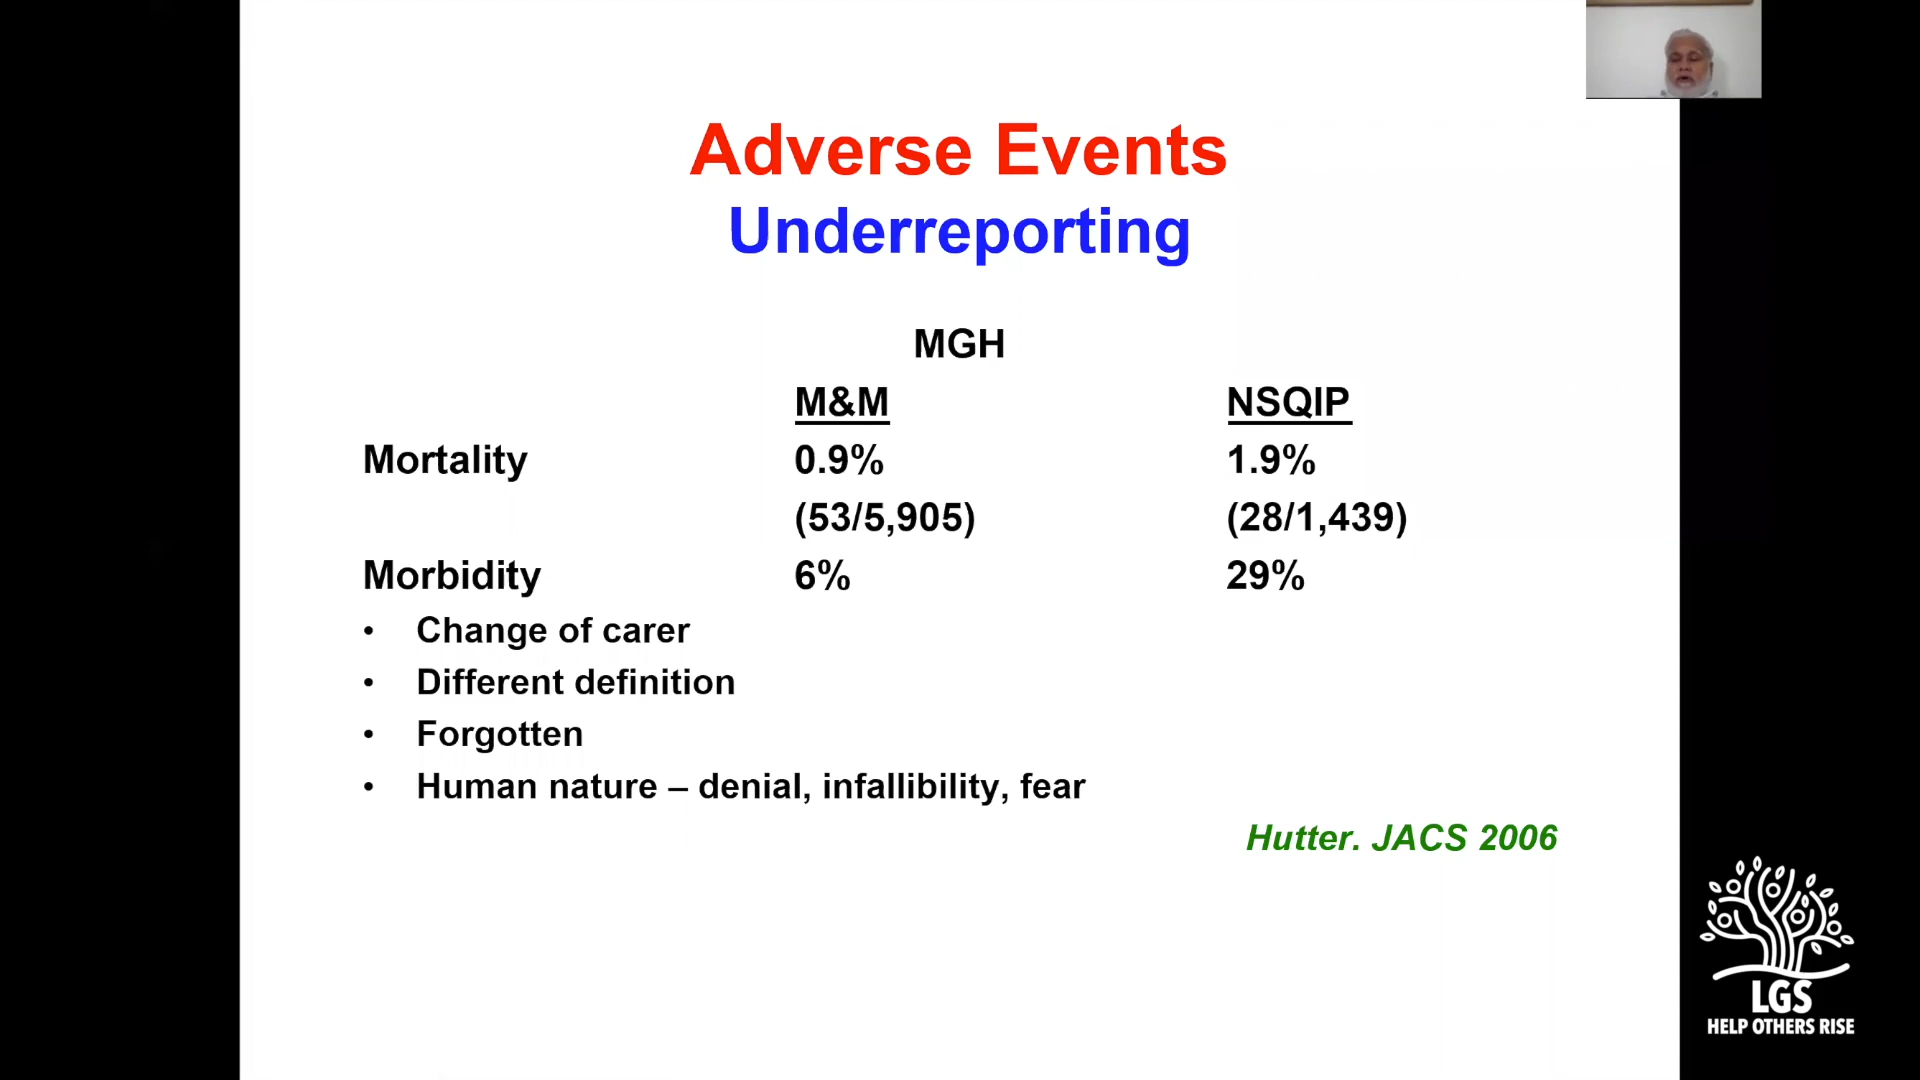 Adverse Events
Underreporting
MGH
M&M NSQIP
Mortality 0.9% 1.9%
(53/5,905) (28/1,439)
Morbidity 6% 29%
• Change of carer
• Different definition
• Forgotten
• Human nature – denial, infallibility, fear
Hutter. JACS 2006
LGS
HELP OTHERS RISE